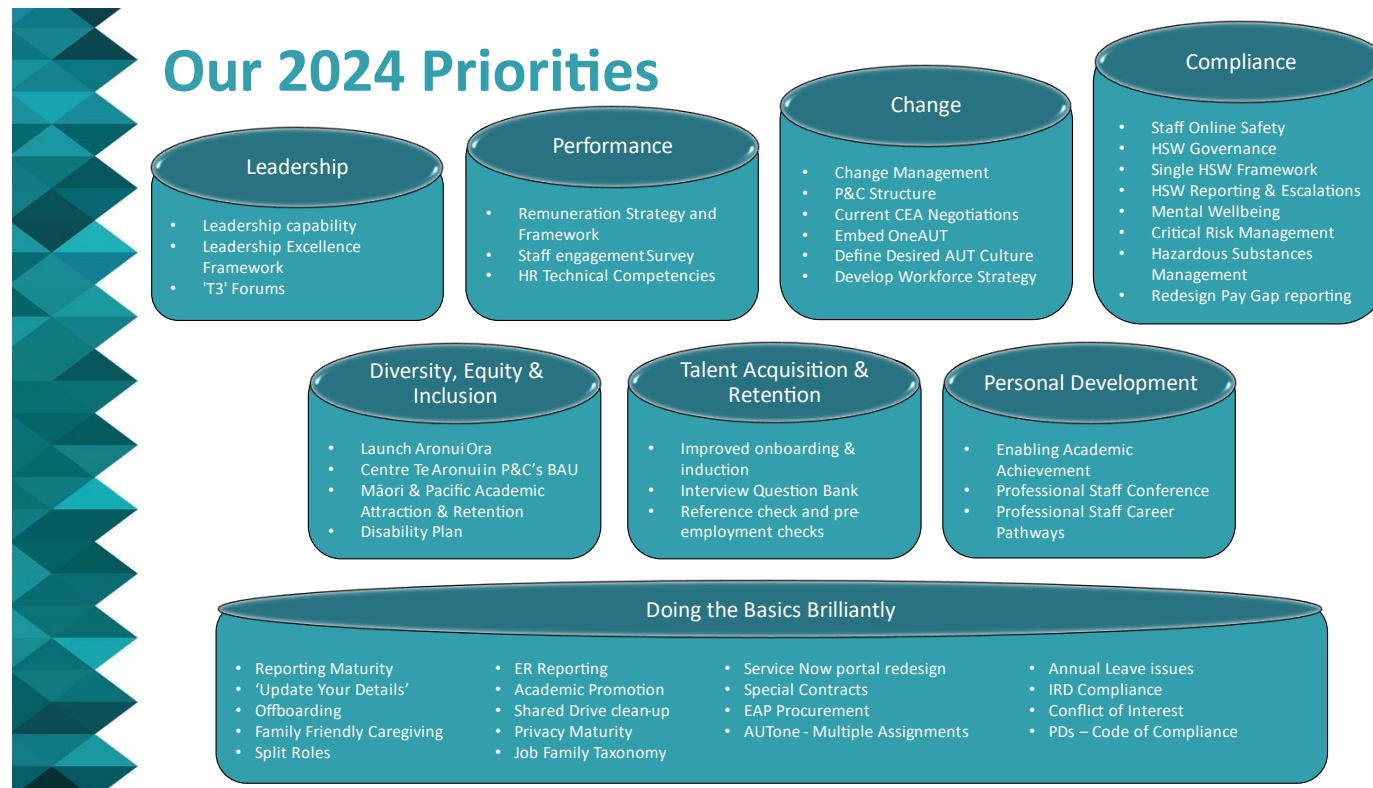 Our 2024 Priorities
Leadership
• Leadership capability
• Leadership Excellence
Framework
• 'T3' Forums
Performance
• Remuneration Strategy and
Framework
• Staff engagement Survey
• HR Technical Competencies
Change
• Change Management
• P&C Structure
• Current CEA Negotiations
• Embed OneAUT
• Define Desired AUT Culture
• Develop Workforce Strategy
Compliance
• Staff Online Safety
• HSW Governance
• Single HSW Framework
• HSW Reporting & Escalations
• Mental Wellbeing
• Critical Risk Management
• Hazardous Substances
Management
• Redesign Pay Gap reporting
Diversity, Equity &
Inclusion
• Launch Aronui Ora
• Centre Te Aronui in P&C's BAU
• Māori & Pacific Academic
Attraction & Retention
• Disability Plan
Talent Acquisition &
Retention
• Improved onboarding &
induction
• Interview Question Bank
• Reference check and pre-
employment checks
Personal Development
• Enabling Academic
Achievement
• Professional Staff Conference
• Professional Staff Career
Pathways
Doing the Basics Brilliantly
• Reporting Maturity
• ‘Update Your Details’
• Offboarding
• Family Friendly Caregiving
• Split Roles
• ER Reporting
• Academic Promotion
• Shared Drive clean-up
• Privacy Maturity
• Job Family Taxonomy
• Service Now portal redesign
• Special Contracts
• EAP Procurement
• AUTone - Multiple Assignments
• Annual Leave issues
• IRD Compliance
• Conflict of Interest
• PDs – Code of Compliance